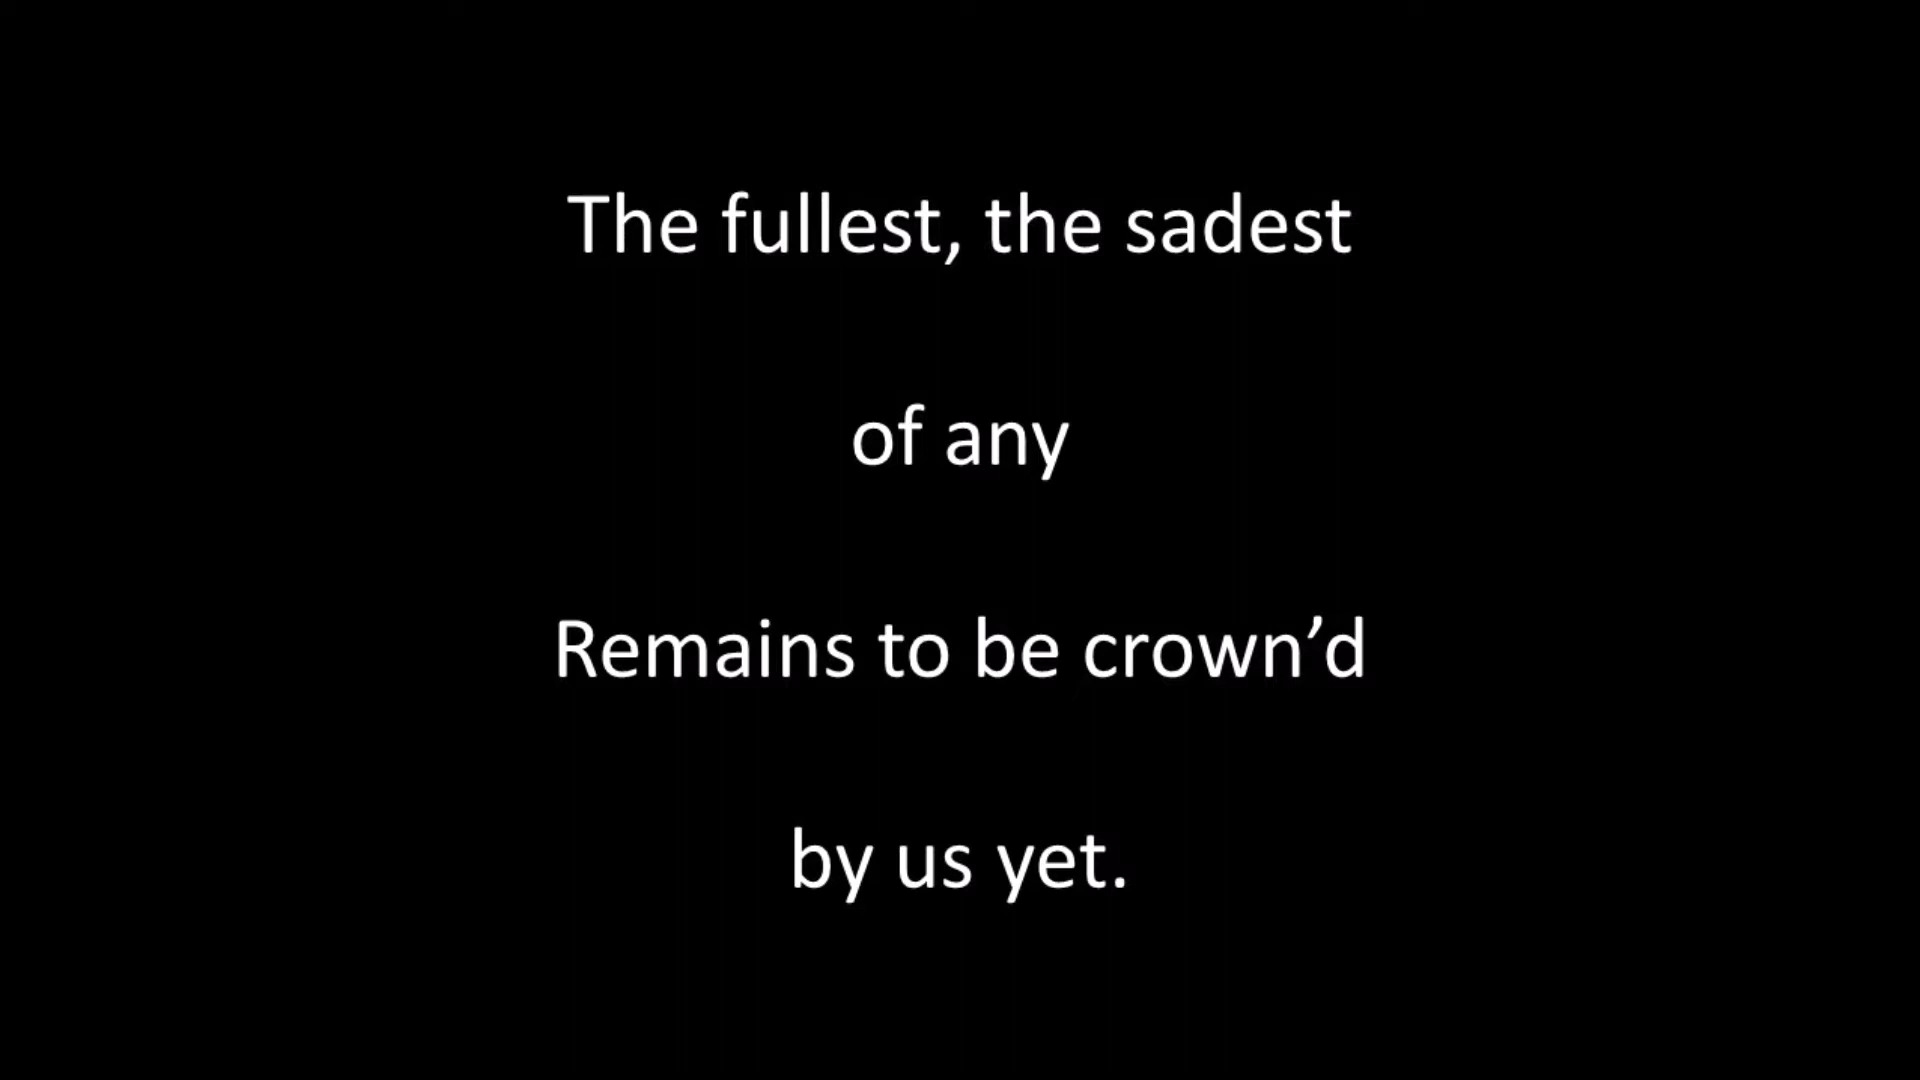 The fullest, the sadest
of any
Remains to be crown’d
by us yet.